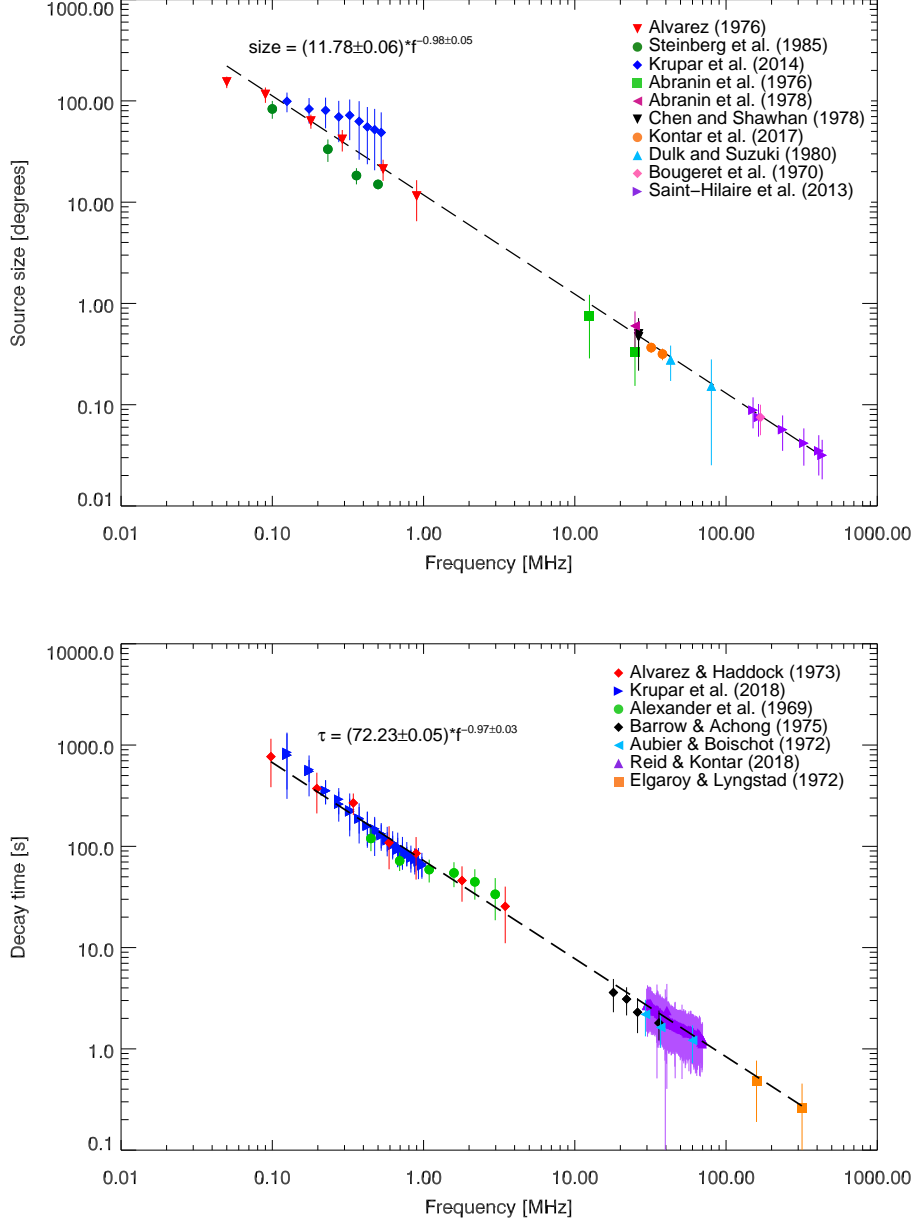 1000.00
100.00
10.00
1.00
0.10
0.01
Source size [degrees]
size = (11.78±0.06)*f^−0.98±0.05
Alvarez (1976)
Steinberg et al. (1985)
Krupar et al. (2014)
Abranin et al. (1976)
Abranin et al. (1978)
Chen and Shawhan (1978)
Kontar et al. (2017)
Dulk and Suzuki (1980)
Bougeret et al. (1970)
Saint−Hilaire et al. (2013)
0.01 0.10 1.00 10.00 100.00 1000.00
Frequency [MHz]
10000.0
1000.0
100.0
10.0
1.0
0.1
Decay time [s]
τ = (72.23±0.05)*f^−0.97±0.03
Alvarez & Haddock (1973)
Krupar et al. (2018)
Alexander et al. (1969)
Barrow & Achong (1975)
Aubier & Boischot (1972)
Reid & Kontar (2018)
Elgaroy & Lyngstad (1972)
0.01 0.10 1.00 10.00 100.00 1000.00
Frequency [MHz]